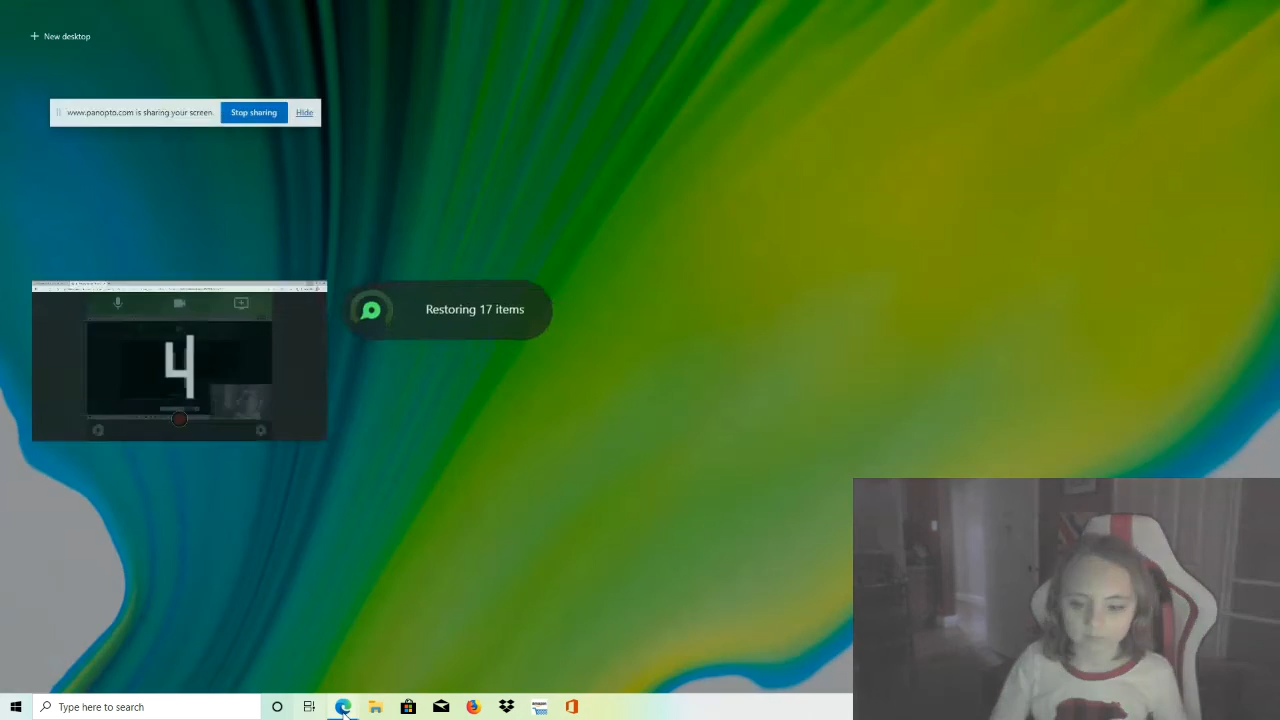 New desktop
www.panopto.com is sharing your screen.
Stop sharing
Hide
4
Restoring 17 items
Type here to search